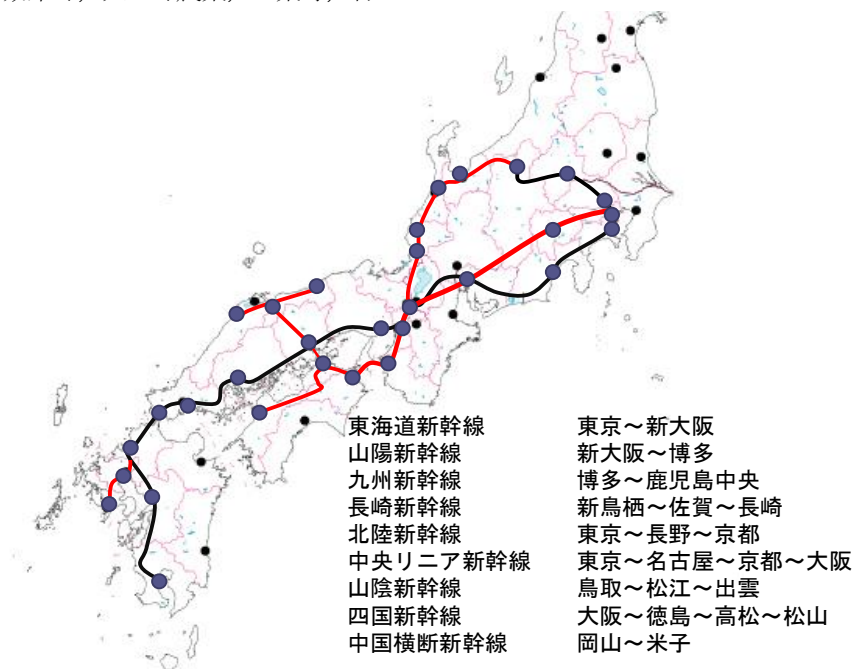 東海道新幹線 東京～新大阪
山陽新幹線 新大阪～博多
九州新幹線 博多～鹿児島中央
長崎新幹線 新鳥栖～佐賀～長崎
北陸新幹線 東京～長野～京都
中央リニア新幹線 東京～名古屋～京都～大阪
山陰新幹線 鳥取～松江～出雲
四国新幹線 大阪～徳島～高松～松山
中国横断新幹線 岡山～米子